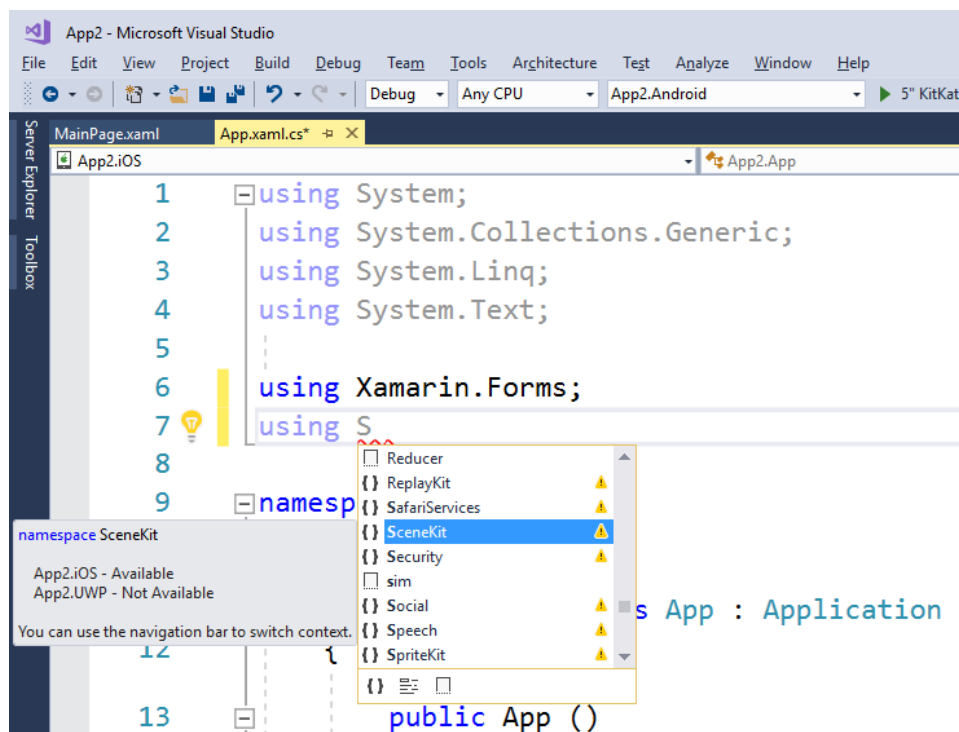 App2 - Microsoft Visual Studio
File Edit View Project Build Debug Team Tools Architecture Test Analyze Window Help
Debug Any CPU App2.Android 5" KitKat
Server Explorer
Toolbox
MainPage.xaml App.xaml.cs*
App2.iOS App2.App
1 using System;
2 using System.Collections.Generic;
3 using System.Linq;
4 using System.Text;
5
6 using Xamarin.Forms;
7 using S
8
9 namesp
Reducer
{} ReplayKit
{} SafariServices
{} SceneKit
{} Security
sim
{} Social
{} Speech
{} SpriteKit
{}
namespace SceneKit
App2.iOS - Available
App2.UWP - Not Available
You can use the navigation bar to switch context.
s App : Application
12 {
13 public App ()